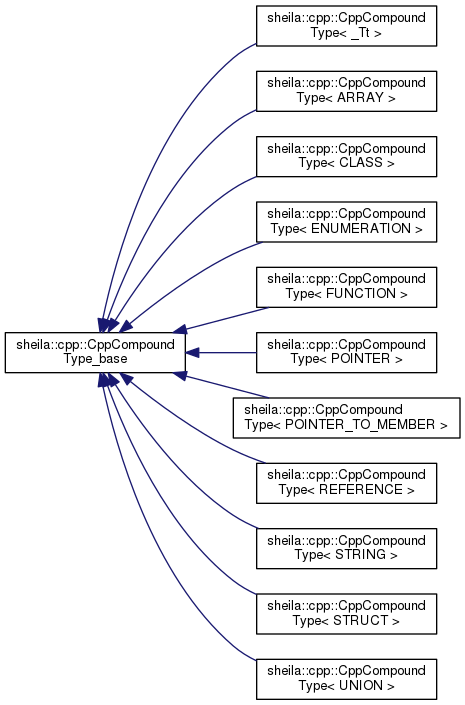 sheila::cpp::CppCompound
Type< _Tt >
sheila::cpp::CppCompound
Type< ARRAY >
sheila::cpp::CppCompound
Type< CLASS >
sheila::cpp::CppCompound
Type< ENUMERATION >
sheila::cpp::CppCompound
Type< FUNCTION >
sheila::cpp::CppCompound
Type_base
sheila::cpp::CppCompound
Type< POINTER >
sheila::cpp::CppCompound
Type< POINTER_TO_MEMBER >
sheila::cpp::CppCompound
Type< REFERENCE >
sheila::cpp::CppCompound
Type< STRING >
sheila::cpp::CppCompound
Type< STRUCT >
sheila::cpp::CppCompound
Type< UNION >